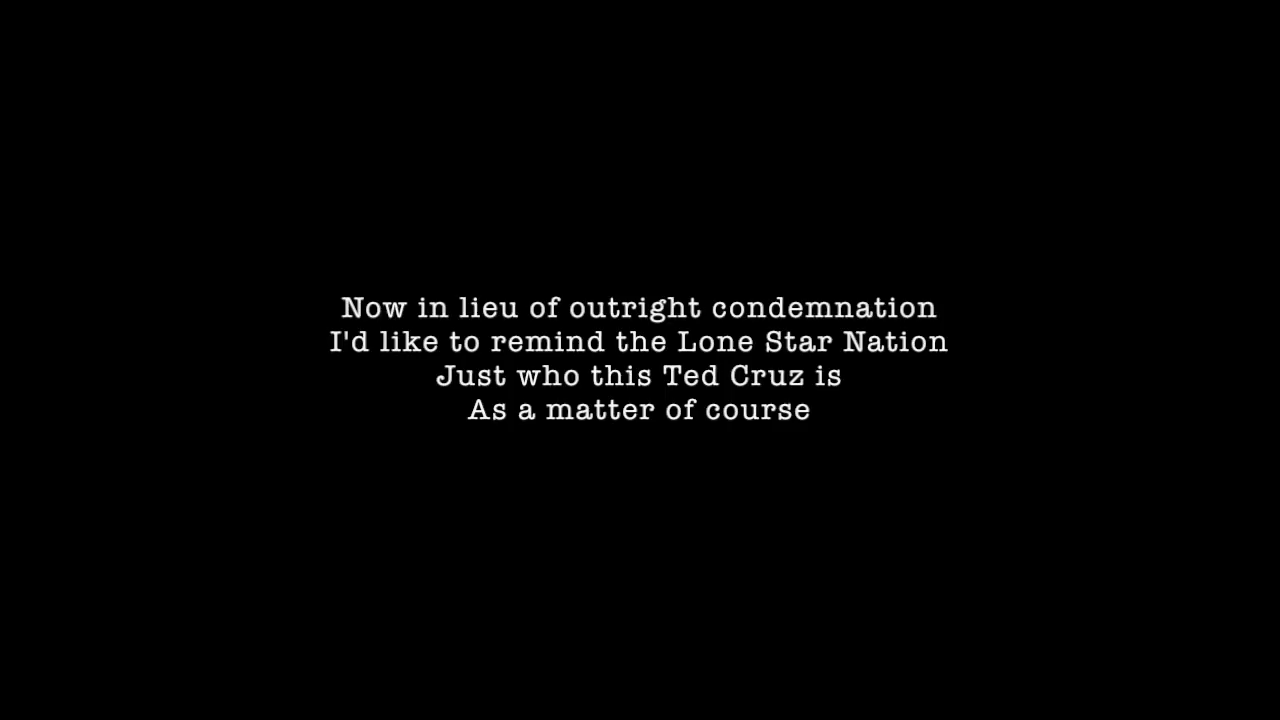 Now in lieu of outright condemnation
I'd like to remind the Lone Star Nation
Just who this Ted Cruz is
As a matter of course